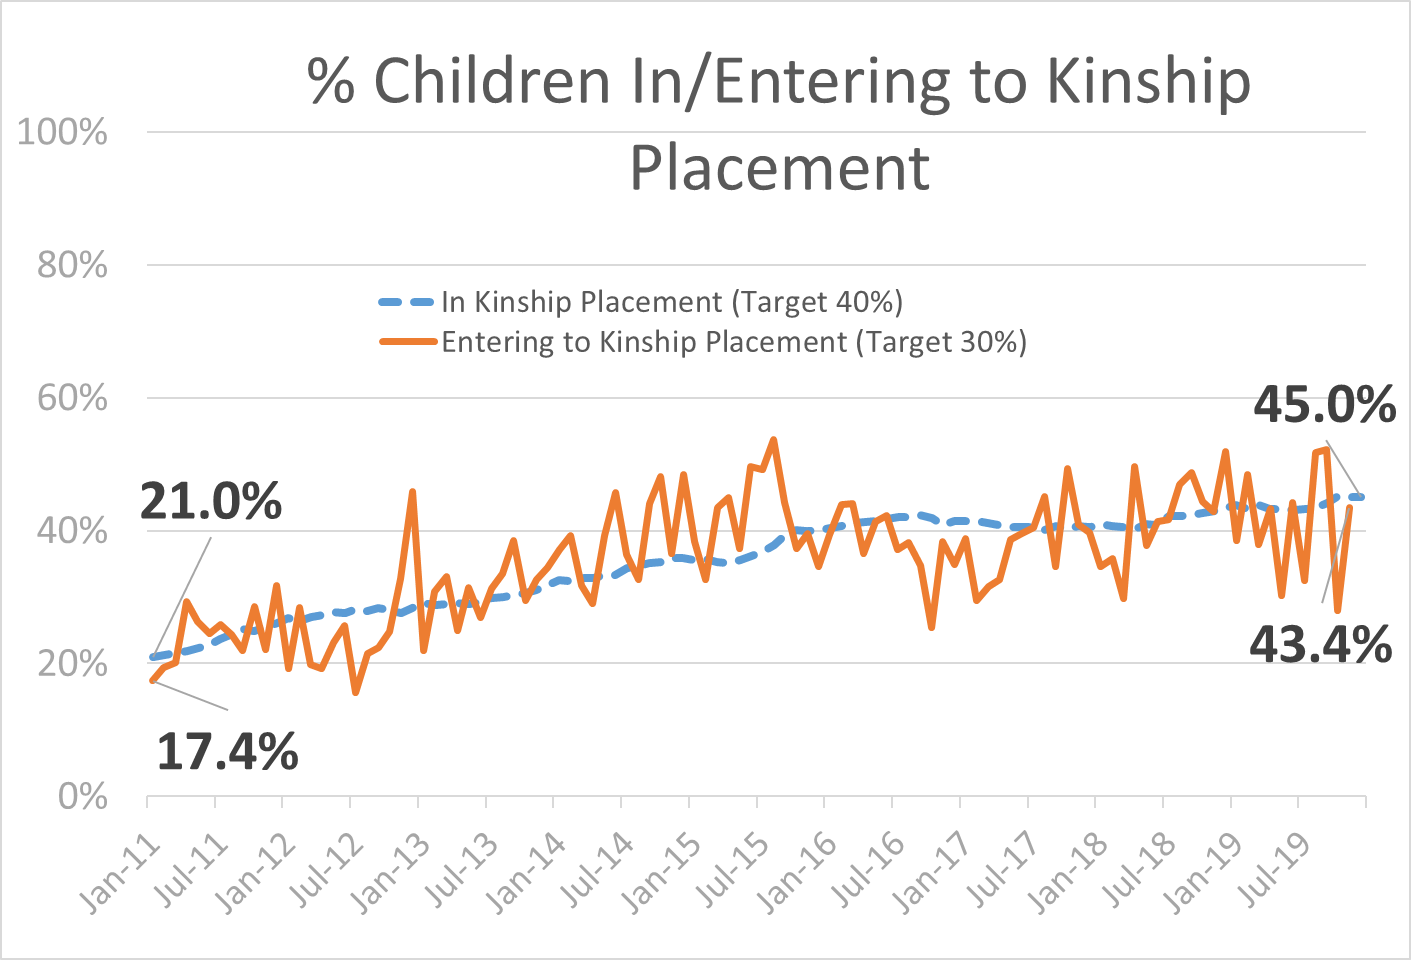 % Children In/Entering to Kinship
Placement
100%
80%
60%
40%
20%
0%
In Kinship Placement (Target 40%)
Entering to Kinship Placement (Target 30%)
45.0%
21.0%
43.4%
17.4%
Jan-11
Jul-11
Jan-12
Jul-12
Jan-13
Jul-13
Jan-14
Jul-14
Jan-15
Jul-15
Jan-16
Jul-16
Jan-17
Jul-17
Jan-18
Jul-18
Jan-19
Jul-19